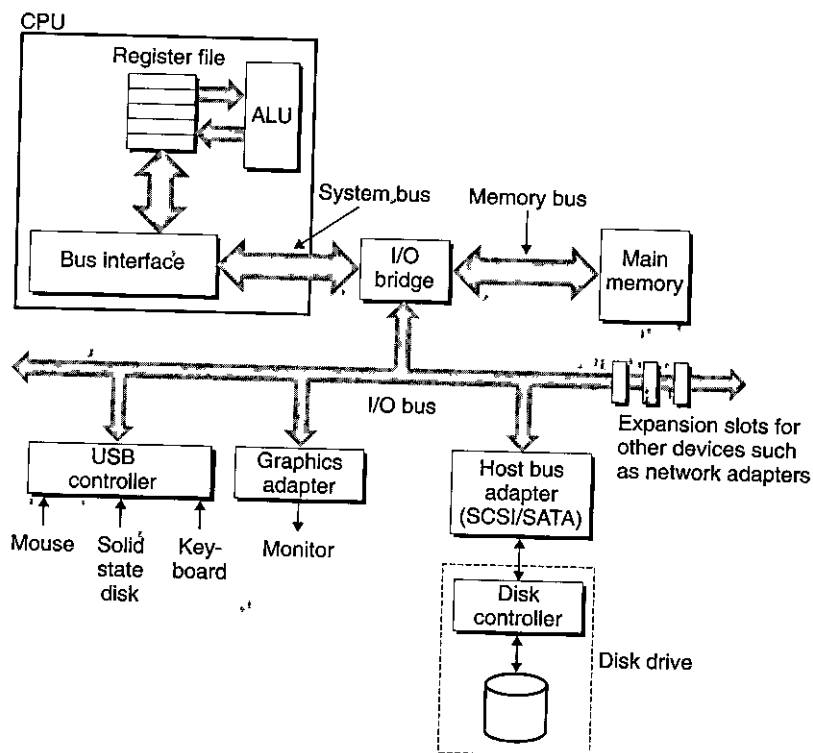 CPU
Register file
ALU
System bus
Memory bus
Bus interface
I/O
bridge
Main
memory
I/O bus
Expansion slots for
other devices such
as network adapters
USB
controller
Graphics
adapter
Host bus
adapter
(SCSI/SATA)
Mouse
Solid
state
disk
Key-
board
Monitor
Disk
controller
Disk drive